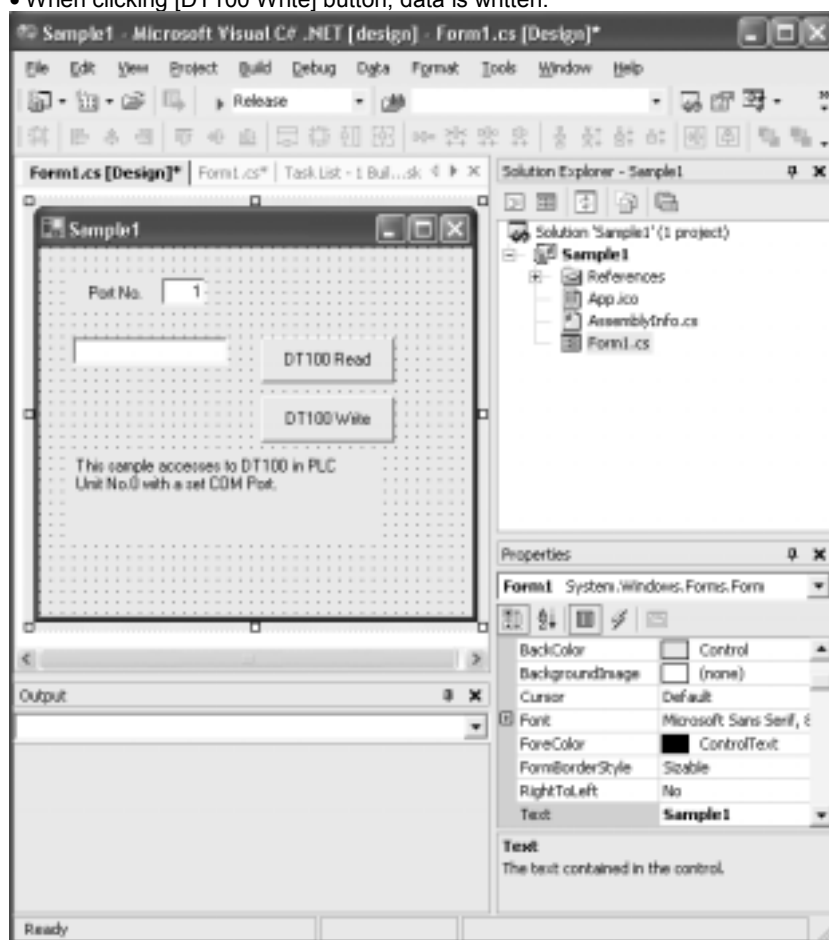 • When clicking [DT100 Write] button, data is written.
Sample1 - Microsoft Visual C# .NET [design] - Form1.cs [Design]*
File Edit View Project Build Debug Data Format Tools Window Help
Release
Form1.cs [Design]* Form1.cs* Task List - 1 Buil...sk
Sample1
Port No. 1
DT100 Read
DT100 Write
This sample accesses to DT100 in PLC
Unit No.0 with a set COM Port.
Output
Ready
Solution Explorer - Sample1
Solution 'Sample1' (1 project)
Sample1
References
App.ico
AssemblyInfo.cs
Form1.cs
Properties
Form1 System.Windows.Forms.Form
BackColor Control
BackgroundImage (none)
Cursor Default
Font Microsoft Sans Serif, 8
ForeColor ControlText
FormBorderStyle Sizable
RightToLeft No
Text Sample1
Text
The text contained in the control.